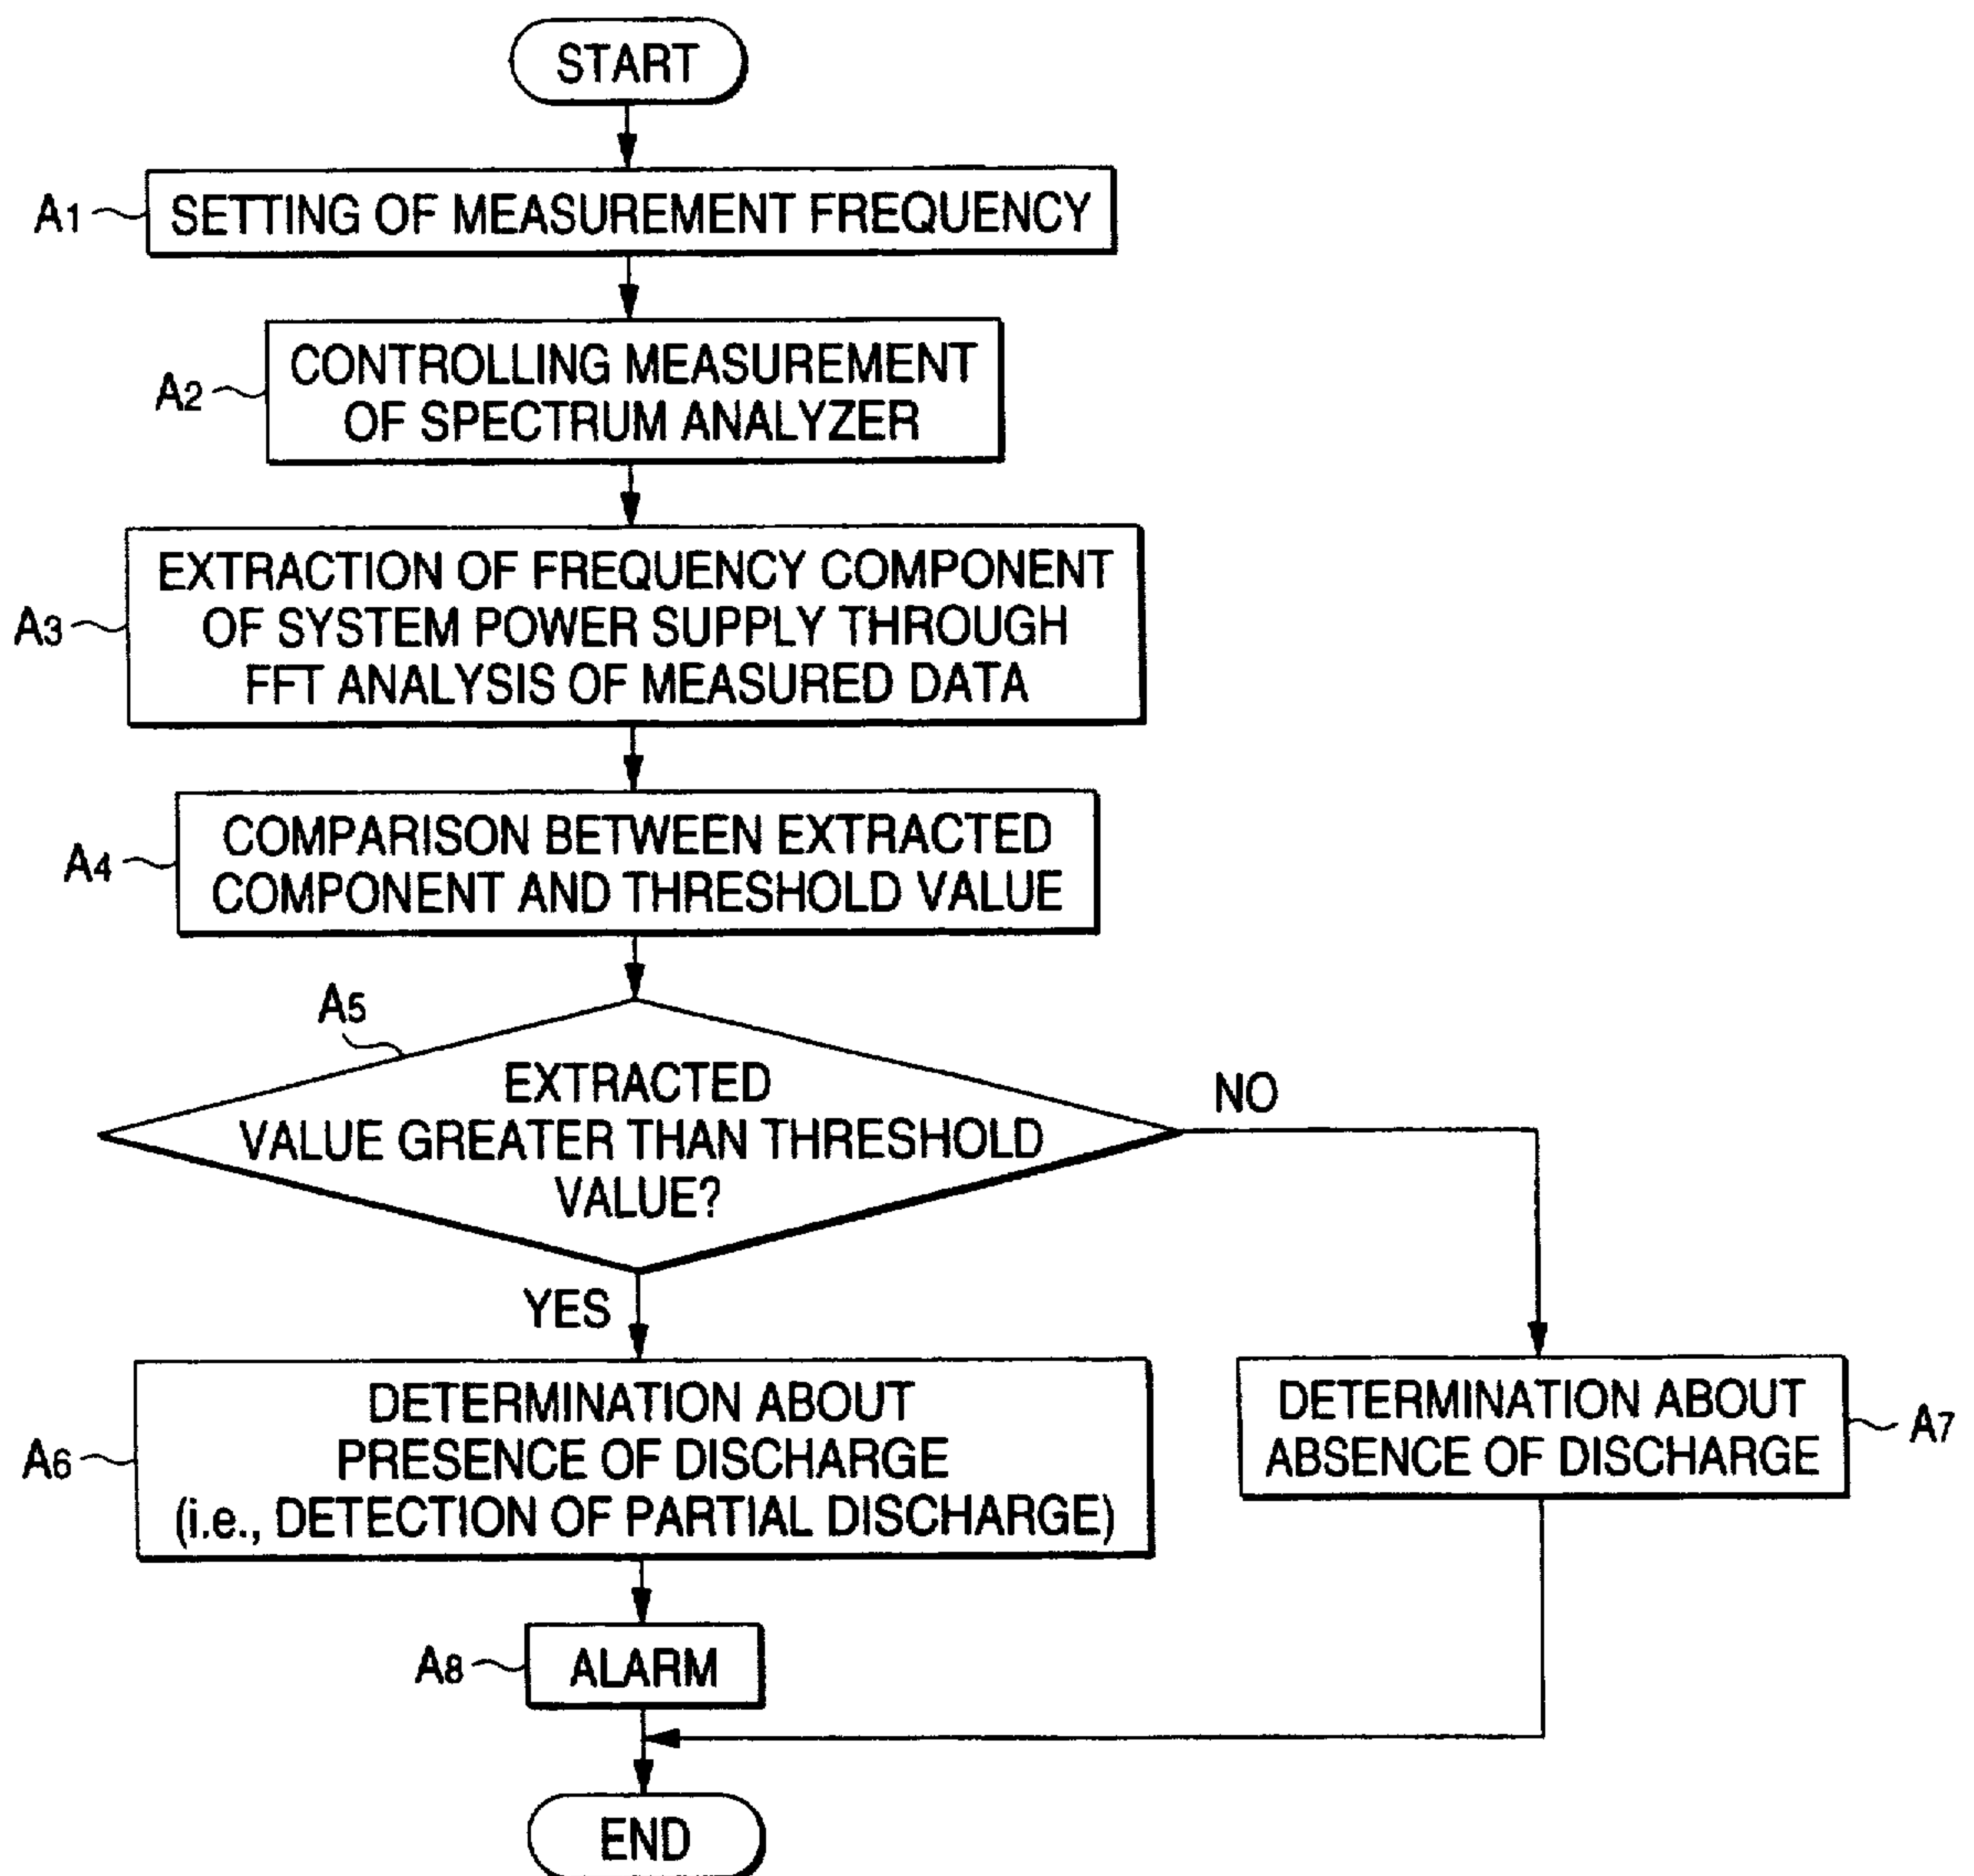 START
A1
SETTING OF MEASUREMENT FREQUENCY
A2
CONTROLLING MEASUREMENT
OF SPECTRUM ANALYZER
A3
EXTRACTION OF FREQUENCY COMPONENT
OF SYSTEM POWER SUPPLY THROUGH
FFT ANALYSIS OF MEASURED DATA
A4
COMPARISON BETWEEN EXTRACTED
COMPONENT AND THRESHOLD VALUE
A5
EXTRACTED
VALUE GREATER THAN THRESHOLD
VALUE?
NO
YES
A6
DETERMINATION ABOUT
PRESENCE OF DISCHARGE
(i.e., DETECTION OF PARTIAL DISCHARGE)
DETERMINATION ABOUT
ABSENCE OF DISCHARGE
A7
A8
ALARM
END